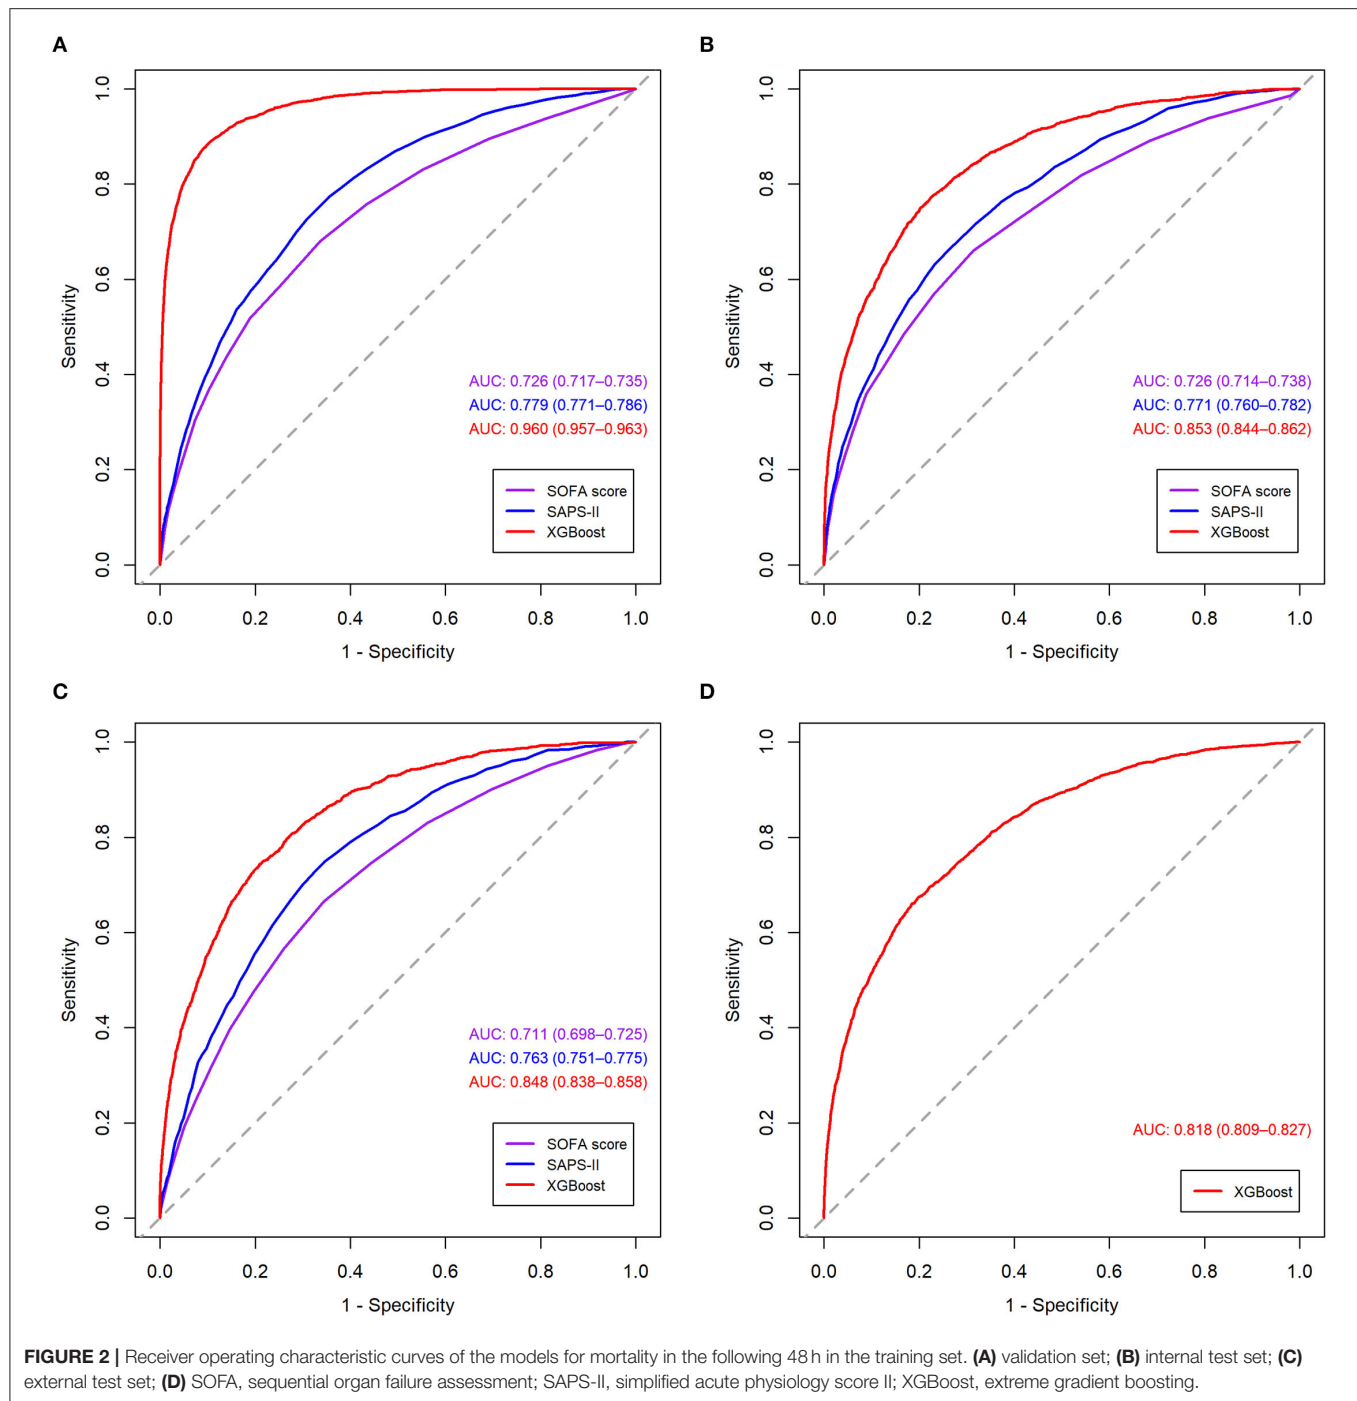 A
1.0
0.8
0.6
0.4
0.2
0.0
Sensitivity
AUC: 0.726 (0.717–0.735)
AUC: 0.779 (0.771–0.786)
AUC: 0.960 (0.957–0.963)
SOFA score
SAPS-II
XGBoost
0.0 0.2 0.4 0.6 0.8 1.0
1 - Specificity
B
1.0
0.8
0.6
0.4
0.2
0.0
Sensitivity
AUC: 0.726 (0.714–0.738)
AUC: 0.771 (0.760–0.782)
AUC: 0.853 (0.844–0.862)
SOFA score
SAPS-II
XGBoost
0.0 0.2 0.4 0.6 0.8 1.0
1 - Specificity
C
1.0
0.8
0.6
0.4
0.2
0.0
Sensitivity
AUC: 0.711 (0.698–0.725)
AUC: 0.763 (0.751–0.775)
AUC: 0.848 (0.838–0.858)
SOFA score
SAPS-II
XGBoost
0.0 0.2 0.4 0.6 0.8 1.0
1 - Specificity
D
1.0
0.8
0.6
0.4
0.2
0.0
Sensitivity
AUC: 0.818 (0.809–0.827)
XGBoost
0.0 0.2 0.4 0.6 0.8 1.0
1 - Specificity
FIGURE 2 | Receiver operating characteristic curves of the models for mortality in the following 48 h in the training set. (A) validation set; (B) internal test set; (C)
external test set; (D) SOFA, sequential organ failure assessment; SAPS-II, simplified acute physiology score II; XGBoost, extreme gradient boosting.